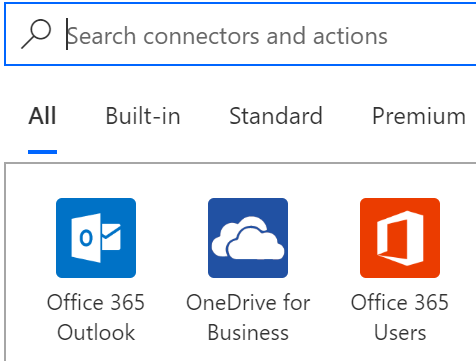 Search connectors and actions
All Built-in Standard Premium
Office 365 Outlook
OneDrive for Business
Office 365 Users